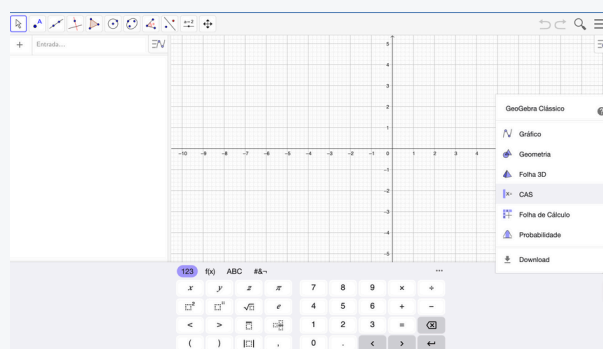 Entrada...
5
4
3
2
1
-10 -9 -8 -7 -6 -5 -4 -3 -2 -1 0 1 2 3 4
-1
-2
-3
-4
-5
GeoGebra Clássico
Gráfico
Geometria
Folha 3D
CAS
Folha de Cálculo
Probabilidade
Download
123 f(x) ABC #&¬ ...
x y z π 7 8 9 × ÷
□² □ⁿ √□ e 4 5 6 + −
< > 1 2 3 =
( ) |□| , 0 . < >